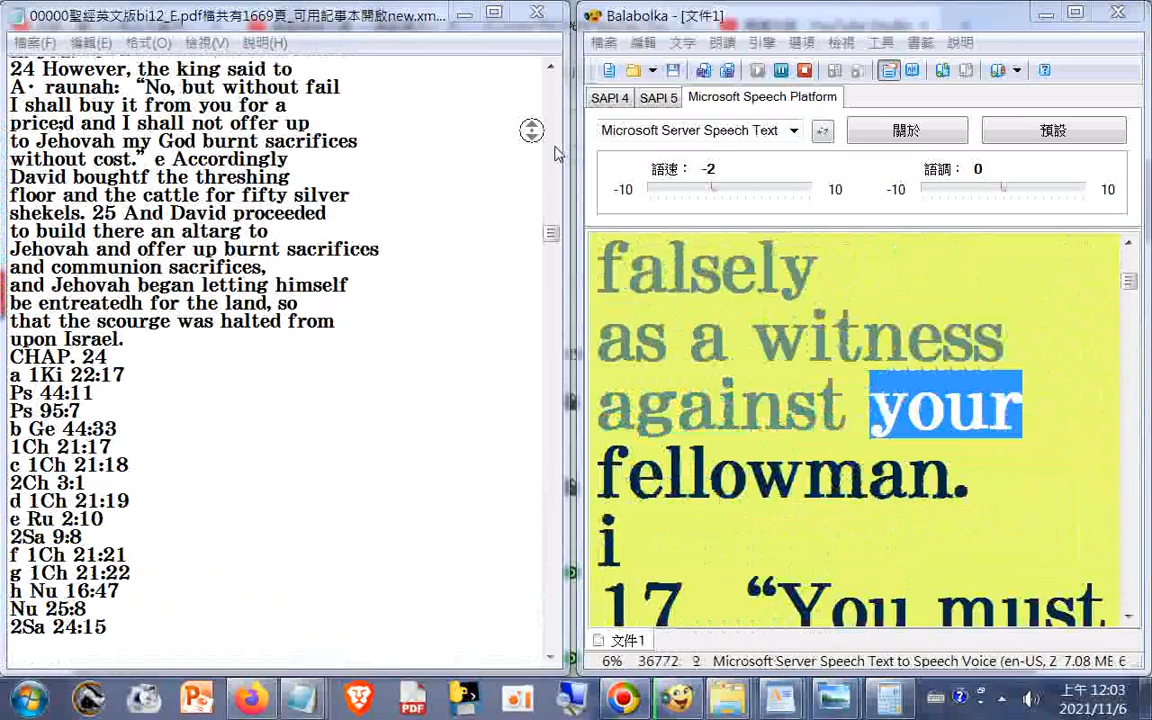 00000聖經英文版bi12_E.pdf檔共有1669頁_可用記事本開啟new.xm...
檔案(F) 編輯(E) 格式(O) 檢視(V) 說明(H)
24 However, the king said to
A· raunah: “No, but without fail
I shall buy it from you for a
price;d and I shall not offer up
to Jehovah my God burnt sacrifices
without cost.” e Accordingly
David boughtf the threshing
floor and the cattle for fifty silver
shekels. 25 And David proceeded
to build there an altarg to
Jehovah and offer up burnt sacrifices
and communion sacrifices,
and Jehovah began letting himself
be entreatedh for the land, so
that the scourge was halted from
upon Israel.
CHAP. 24
a 1Ki 22:17
Ps 44:11
Ps 95:7
b Ge 44:33
1Ch 21:17
c 1Ch 21:18
2Ch 3:1
d 1Ch 21:19
e Ru 2:10
2Sa 9:8
f 1Ch 21:21
g 1Ch 21:22
h Nu 16:47
Nu 25:8
2Sa 24:15
Balabolka - [文件1]
檔案 編輯 文字 朗讀 引擎 選項 檢視 工具 書籤 說明
SAPI 4 SAPI 5 Microsoft Speech Platform
Microsoft Server Speech Text 關於 預設
語速: -2 語調: 0
-10 10 -10 10
falsely
as a witness
against your
fellowman.
i
17 “You must
文件1
6% 36772 Microsoft Server Speech Text to Speech Voice (en-US, Z 7.08 MB 6
PDF
上午 12:03
2021/11/6